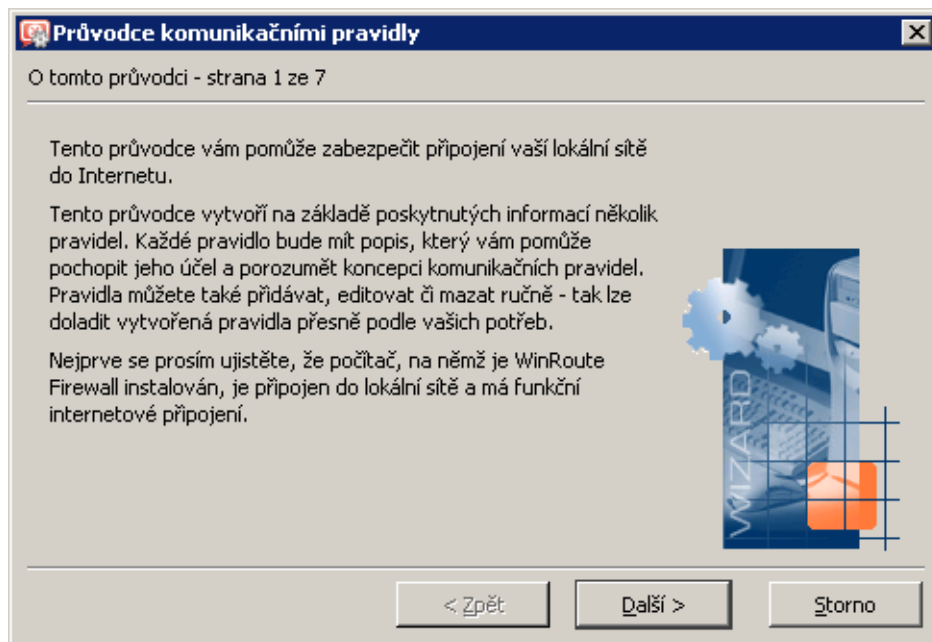 Průvodce komunikačními pravidly
O tomto průvodci - strana 1 ze 7
Tento průvodce vám pomůže zabezpečit připojení vaší lokální sítě
do Internetu.
Tento průvodce vytvoří na základě poskytnutých informací několik
pravidel. Každé pravidlo bude mít popis, který vám pomůže
pochopit jeho účel a porozumět koncepci komunikačních pravidel.
Pravidla můžete také přidávat, editovat či mazat ručně - tak lze
doladit vytvořená pravidla přesně podle vašich potřeb.
Nejprve se prosím ujistěte, že počítač, na němž je WinRoute
Firewall instalován, je připojen do lokální sítě a má funkční
internetové připojení.
WIZARD
< Zpět
Další >
Storno